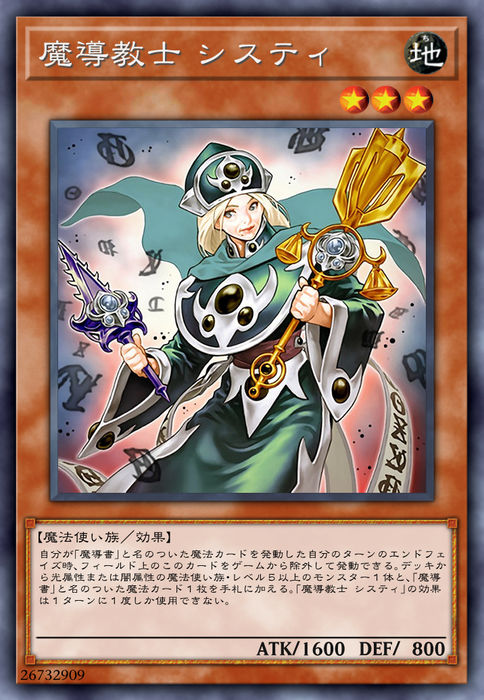 魔導教士 システィ
ち
地
【魔法使い族／効果】
自分が「魔導書」と名のついた魔法カードを発動した自分のターンのエンドフェ
イズ時、フィールド上のこのカードをゲームから除外して発動できる。デッキか
ら光属性または闇属性の魔法使い族・レベル５以上のモンスター１体と、「魔導
書」と名のついた魔法カード１枚を手札に加える。「魔導教士 システィ」の効果
は１ターンに１度しか使用できない。
ATK/1600 DEF/ 800
26732909